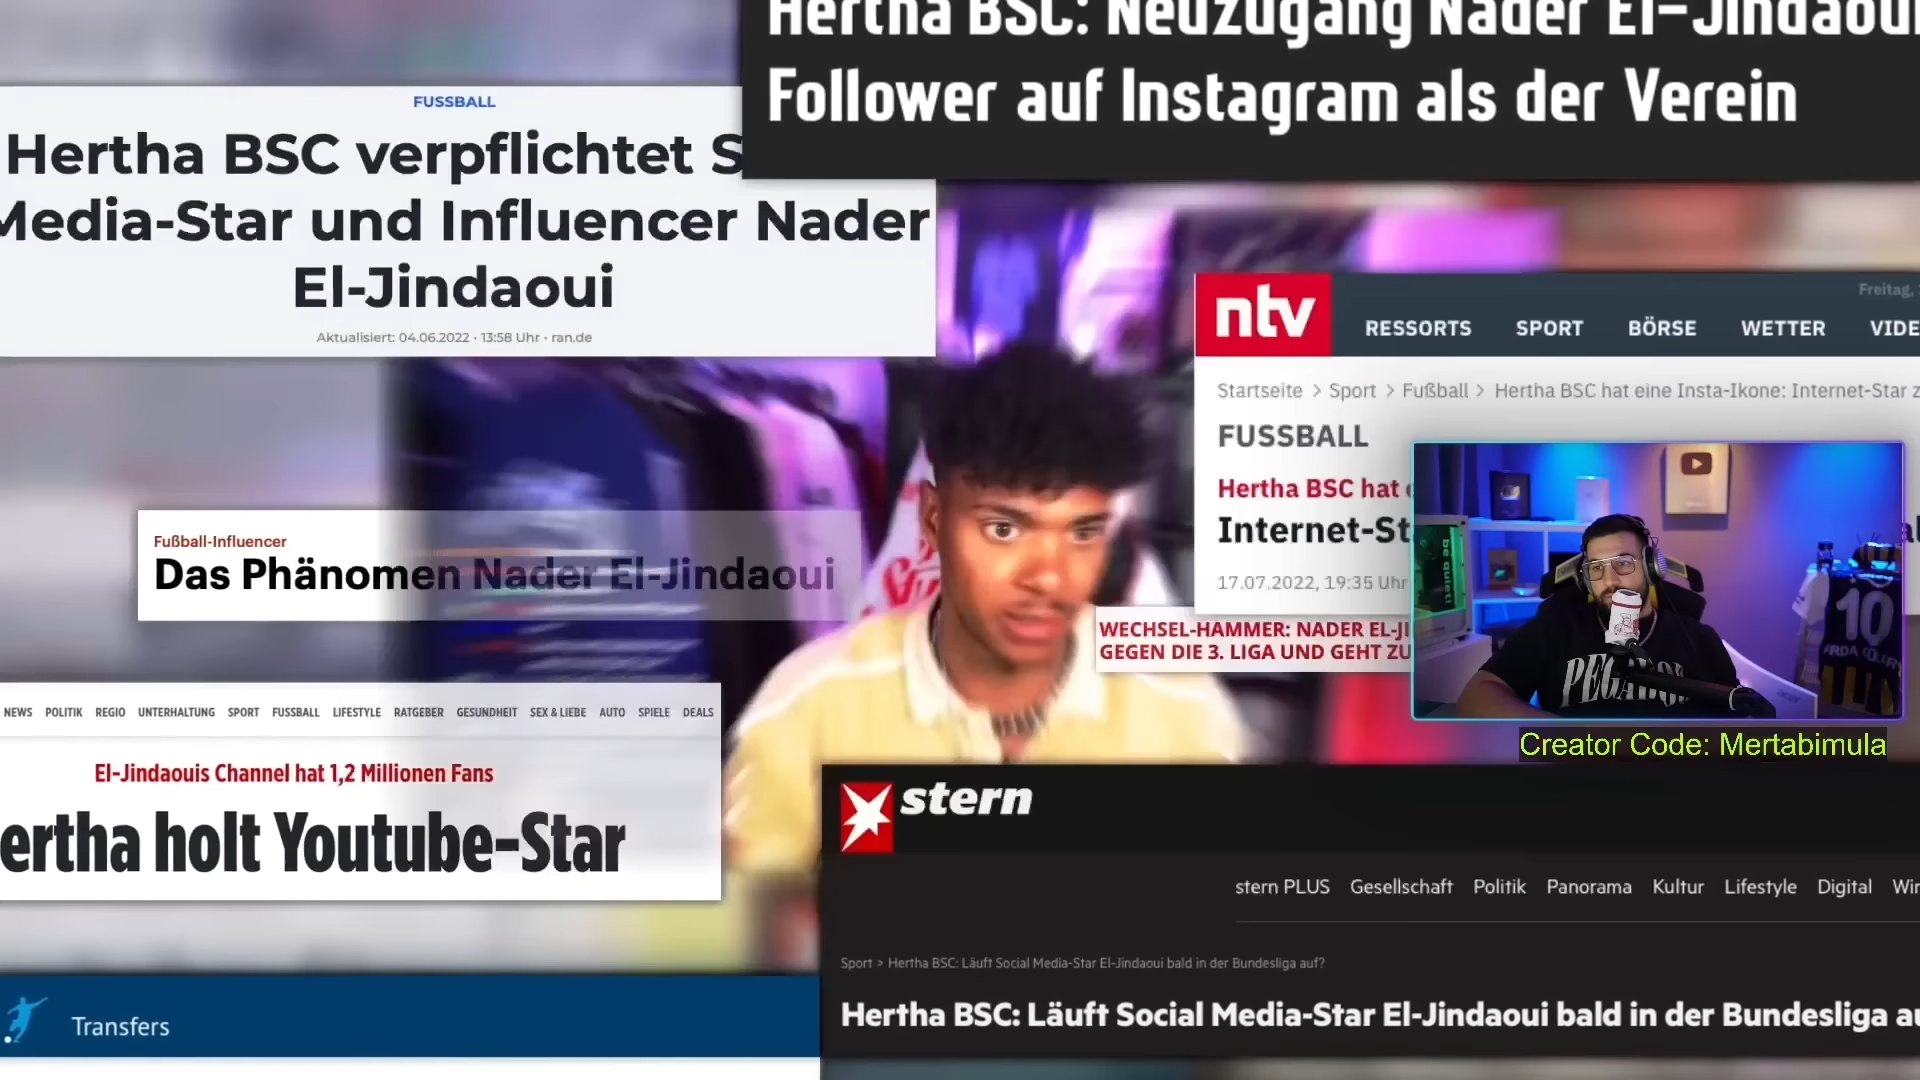 Hertha BSC: Neuzugang Nader El-Jindaoui
Follower auf Instagram als der Verein
FUSSBALL
Hertha BSC verpflichtet S
Media-Star und Influencer Nader
El-Jindaoui
Aktualisiert: 04.06.2022 · 13:58 Uhr · ran.de
ntv
Freitag,
RESSORTS SPORT BÖRSE WETTER VIDE
Startseite > Sport > Fußball > Hertha BSC hat eine Insta-Ikone: Internet-Star z
FUSSBALL
Hertha BSC hat
Internet-St
17.07.2022, 19:35 Uhr
Fußball-Influencer
Das Phänomen Nader El-Jindaoui
WECHSEL-HAMMER: NADER EL-JI
GEGEN DIE 3. LIGA UND GEHT ZU
be quiet!
10
ARDA GÜLER
Creator Code: Mertabimula
NEWS POLITIK REGIO UNTERHALTUNG SPORT FUSSBALL LIFESTYLE RATGEBER GESUNDHEIT SEX & LIEBE AUTO SPIELE DEALS
El-Jindaouis Channel hat 1,2 Millionen Fans
ertha holt Youtube-Star
stern
stern PLUS Gesellschaft Politik Panorama Kultur Lifestyle Digital Wir
Sport > Hertha BSC: Läuft Social Media-Star El-Jindaoui bald in der Bundesliga auf?
Hertha BSC: Läuft Social Media-Star El-Jindaoui bald in der Bundesliga au
Transfers